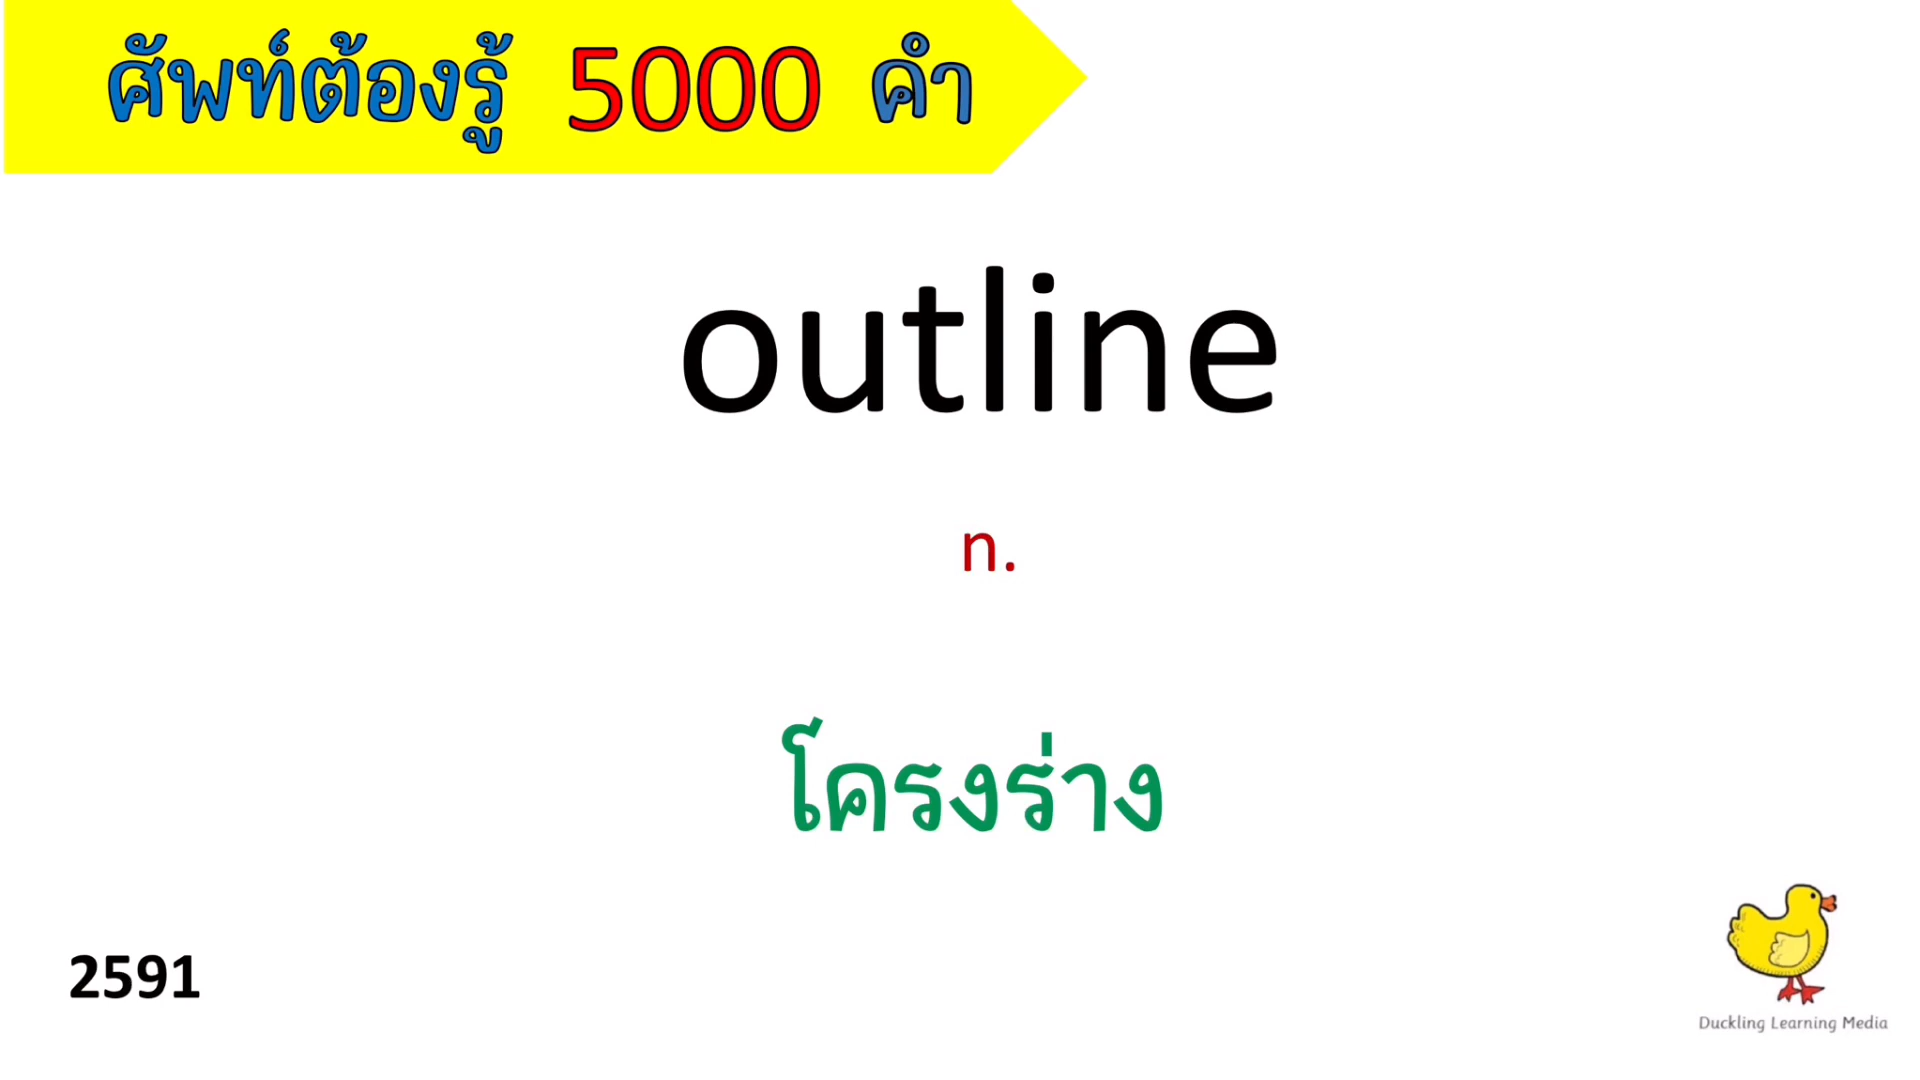 ศัพท์ต้องรู้ 5000 คำ
outline
n.
โครงร่าง
2591
Duckling Learning Media